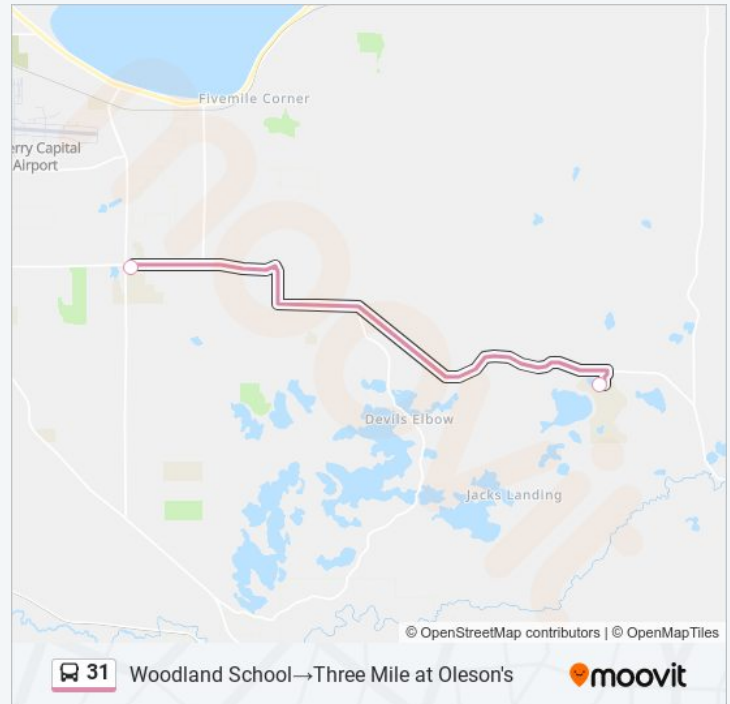 Fivemile Corner
erry Capital
Airport
Devils Elbow
Jacks Landing
moovit
© OpenStreetMap contributors | © OpenMapTiles
31 Woodland School→Three Mile at Oleson's
moovit